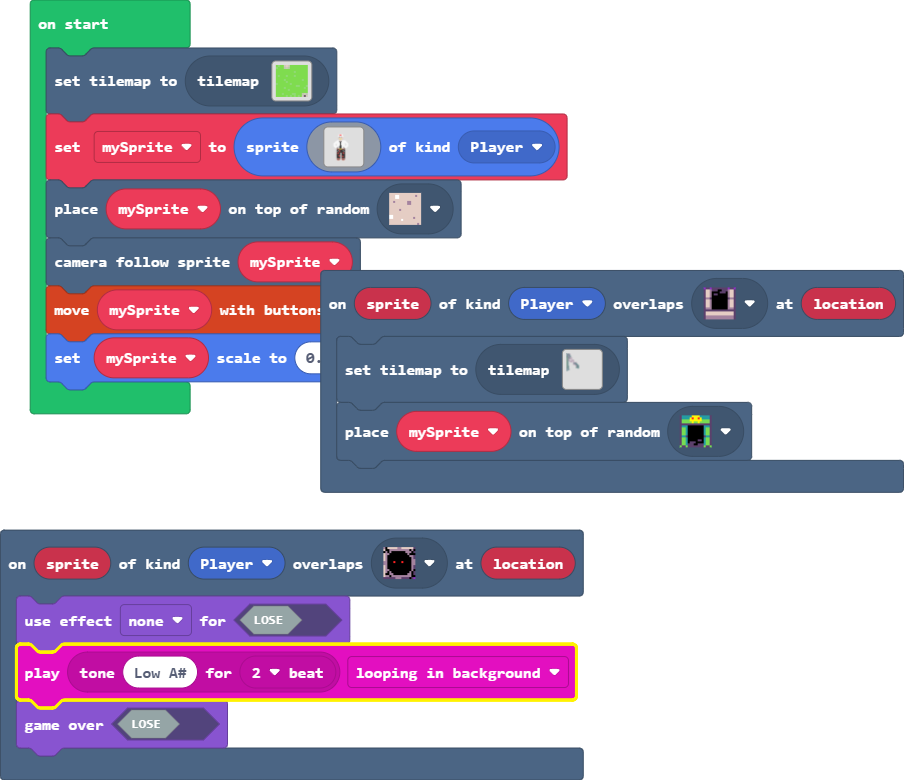 on start
set tilemap to tilemap
set mySprite to sprite of kind Player
place mySprite on top of random
camera follow sprite mySprite
move mySprite with buttons
set mySprite scale to 0.
on sprite of kind Player overlaps at location
set tilemap to tilemap
place mySprite on top of random
on sprite of kind Player overlaps at location
use effect none for LOSE
play tone Low A# for 2 beat looping in background
game over LOSE